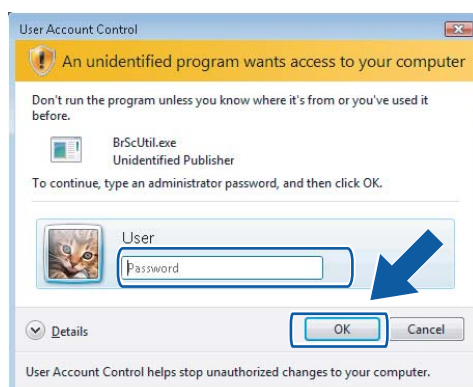 User Account Control
An unidentified program wants access to your computer
Don't run the program unless you know where it's from or you've used it
before.
BrScUtil.exe
Unidentified Publisher
To continue, type an administrator password, and then click OK.
User
Password
Details
OK
Cancel
User Account Control helps stop unauthorized changes to your computer.